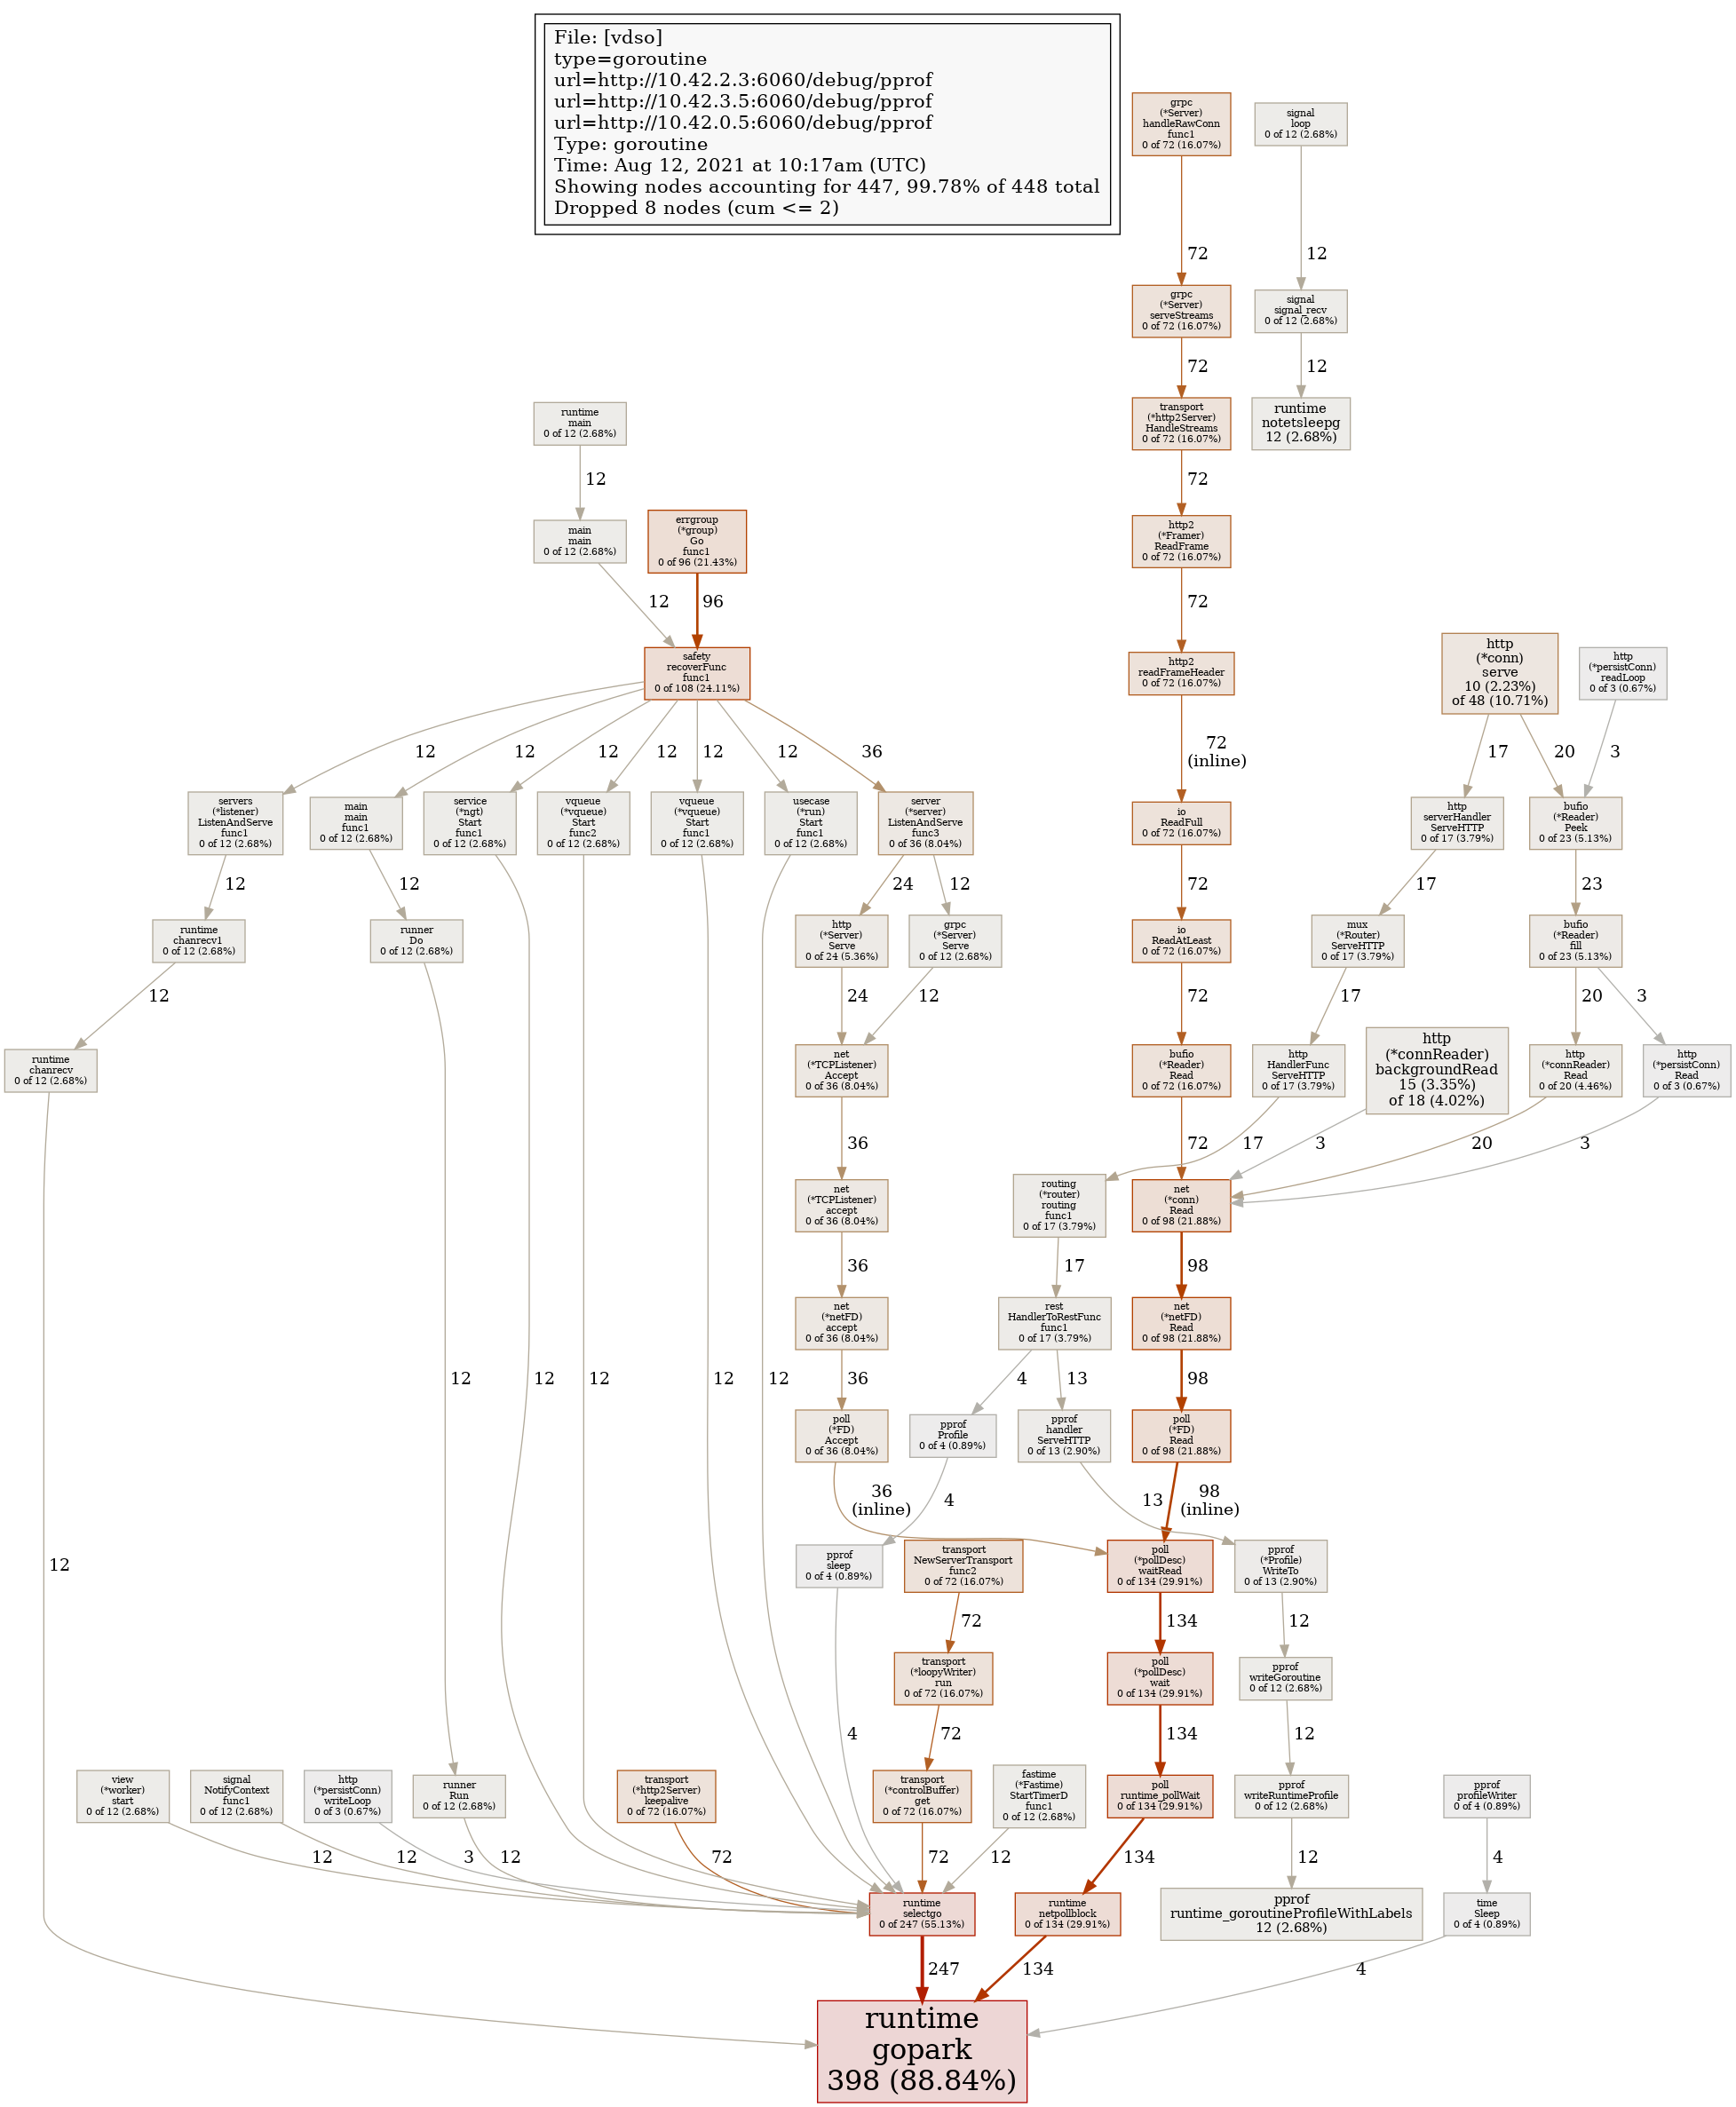 File: [vdso]
type=goroutine
url=http://10.42.2.3:6060/debug/pprof
url=http://10.42.3.5:6060/debug/pprof
url=http://10.42.0.5:6060/debug/pprof
Type: goroutine
Time: Aug 12, 2021 at 10:17am (UTC)
Showing nodes accounting for 447, 99.78% of 448 total
Dropped 8 nodes (cum <= 2)
grpc
(*Server)
handleRawConn
func1
0 of 72 (16.07%)
signal
loop
0 of 12 (2.68%)
72
12
grpc
(*Server)
serveStreams
0 of 72 (16.07%)
signal
signal_recv
0 of 12 (2.68%)
72
12
transport
(*http2Server)
HandleStreams
0 of 72 (16.07%)
runtime
notetsleepg
12 (2.68%)
runtime
main
0 of 12 (2.68%)
12
72
main
main
0 of 12 (2.68%)
errgroup
(*group)
Go
func1
0 of 96 (21.43%)
http2
(*Framer)
ReadFrame
0 of 72 (16.07%)
12
96
72
safety
recoverFunc
func1
0 of 108 (24.11%)
http2
readFrameHeader
0 of 72 (16.07%)
http
(*conn)
serve
10 (2.23%)
of 48 (10.71%)
http
(*persistConn)
readLoop
0 of 3 (0.67%)
12
12
12
12
12
12
36
72
(inline)
17
20
3
servers
(*listener)
ListenAndServe
func1
0 of 12 (2.68%)
main
main
func1
0 of 12 (2.68%)
service
(*ngt)
Start
func1
0 of 12 (2.68%)
vqueue
(*vqueue)
Start
func2
0 of 12 (2.68%)
vqueue
(*vqueue)
Start
func1
0 of 12 (2.68%)
usecase
(*run)
Start
func1
0 of 12 (2.68%)
server
(*server)
ListenAndServe
func3
0 of 36 (8.04%)
io
ReadFull
0 of 72 (16.07%)
http
serverHandler
ServeHTTP
0 of 17 (3.79%)
bufio
(*Reader)
Peek
0 of 23 (5.13%)
12
12
24
12
72
17
23
runtime
chanrecv1
0 of 12 (2.68%)
runner
Do
0 of 12 (2.68%)
http
(*Server)
Serve
0 of 24 (5.36%)
grpc
(*Server)
Serve
0 of 12 (2.68%)
io
ReadAtLeast
0 of 72 (16.07%)
mux
(*Router)
ServeHTTP
0 of 17 (3.79%)
bufio
(*Reader)
fill
0 of 23 (5.13%)
12
24
12
72
17
20
3
runtime
chanrecv
0 of 12 (2.68%)
net
(*TCPListener)
Accept
0 of 36 (8.04%)
bufio
(*Reader)
Read
0 of 72 (16.07%)
http
HandlerFunc
ServeHTTP
0 of 17 (3.79%)
http
(*connReader)
backgroundRead
15 (3.35%)
of 18 (4.02%)
http
(*connReader)
Read
0 of 20 (4.46%)
http
(*persistConn)
Read
0 of 3 (0.67%)
36
72
17
3
20
3
net
(*TCPListener)
accept
0 of 36 (8.04%)
routing
(*router)
routing
func1
0 of 17 (3.79%)
net
(*conn)
Read
0 of 98 (21.88%)
36
17
98
net
(*netFD)
accept
0 of 36 (8.04%)
rest
HandlerToRestFunc
func1
0 of 17 (3.79%)
net
(*netFD)
Read
0 of 98 (21.88%)
12
12
12
12
12
36
4
13
98
poll
(*FD)
Accept
0 of 36 (8.04%)
pprof
Profile
0 of 4 (0.89%)
pprof
handler
ServeHTTP
0 of 13 (2.90%)
poll
(*FD)
Read
0 of 98 (21.88%)
36
(inline)
4
13
98
(inline)
12
pprof
sleep
0 of 4 (0.89%)
transport
NewServerTransport
func2
0 of 72 (16.07%)
poll
(*pollDesc)
waitRead
0 of 134 (29.91%)
pprof
(*Profile)
WriteTo
0 of 13 (2.90%)
72
134
12
transport
(*loopyWriter)
run
0 of 72 (16.07%)
poll
(*pollDesc)
wait
0 of 134 (29.91%)
pprof
writeGoroutine
0 of 12 (2.68%)
4
72
134
12
view
(*worker)
start
0 of 12 (2.68%)
signal
NotifyContext
func1
0 of 12 (2.68%)
http
(*persistConn)
writeLoop
0 of 3 (0.67%)
runner
Run
0 of 12 (2.68%)
transport
(*http2Server)
keepalive
0 of 72 (16.07%)
transport
(*controlBuffer)
get
0 of 72 (16.07%)
fastime
(*Fastime)
StartTimerD
func1
0 of 12 (2.68%)
poll
runtime_pollWait
0 of 134 (29.91%)
pprof
writeRuntimeProfile
0 of 12 (2.68%)
pprof
profileWriter
0 of 4 (0.89%)
12
12
3
12
72
72
12
134
12
4
runtime
selectgo
0 of 247 (55.13%)
runtime
netpollblock
0 of 134 (29.91%)
pprof
runtime_goroutineProfileWithLabels
12 (2.68%)
time
Sleep
0 of 4 (0.89%)
247
134
4
runtime
gopark
398 (88.84%)